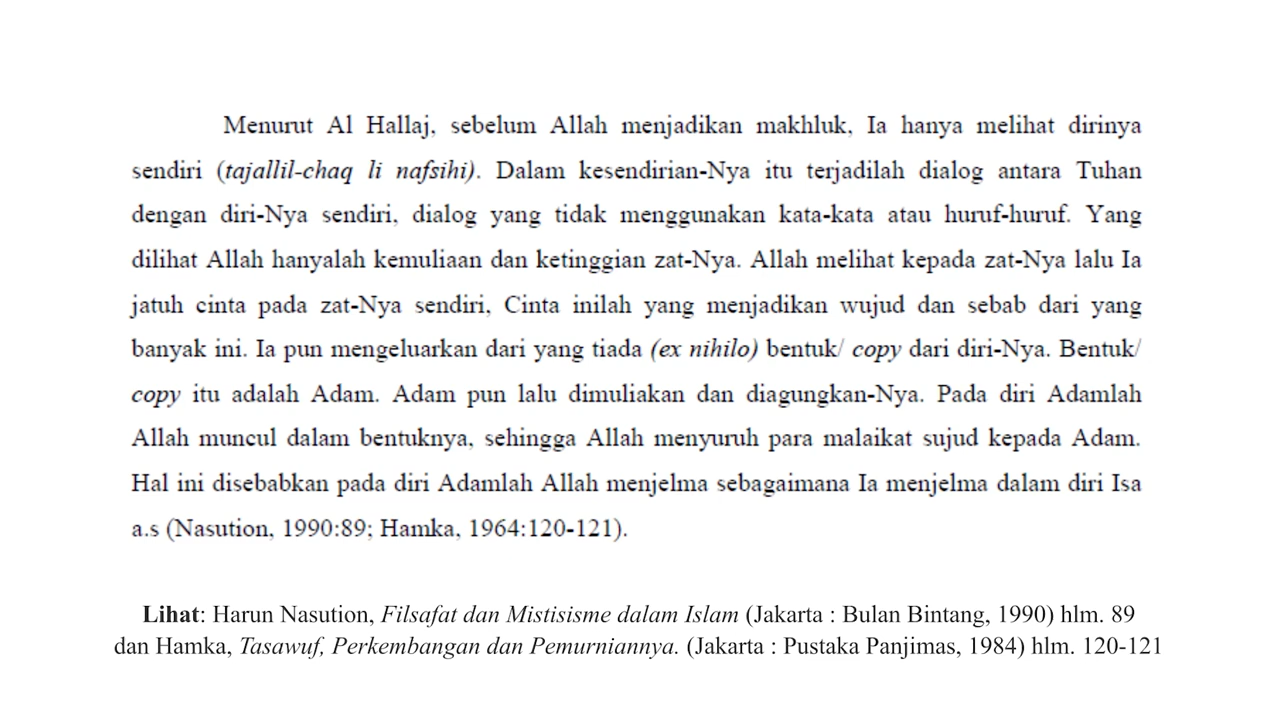 Menurut Al Hallaj, sebelum Allah menjadikan makhluk, Ia hanya melihat dirinya
sendiri (tajallil-chaq li nafsihi). Dalam kesendirian-Nya itu terjadilah dialog antara Tuhan
dengan diri-Nya sendiri, dialog yang tidak menggunakan kata-kata atau huruf-huruf. Yang
dilihat Allah hanyalah kemuliaan dan ketinggian zat-Nya. Allah melihat kepada zat-Nya lalu Ia
jatuh cinta pada zat-Nya sendiri, Cinta inilah yang menjadikan wujud dan sebab dari yang
banyak ini. Ia pun mengeluarkan dari yang tiada (ex nihilo) bentuk/ copy dari diri-Nya. Bentuk/
copy itu adalah Adam. Adam pun lalu dimuliakan dan diagungkan-Nya. Pada diri Adamlah
Allah muncul dalam bentuknya, sehingga Allah menyuruh para malaikat sujud kepada Adam.
Hal ini disebabkan pada diri Adamlah Allah menjelma sebagaimana Ia menjelma dalam diri Isa
a.s (Nasution, 1990:89; Hamka, 1964:120-121).
Lihat: Harun Nasution, Filsafat dan Mistisisme dalam Islam (Jakarta : Bulan Bintang, 1990) hlm. 89
dan Hamka, Tasawuf, Perkembangan dan Pemurniannya. (Jakarta : Pustaka Panjimas, 1984) hlm. 120-121